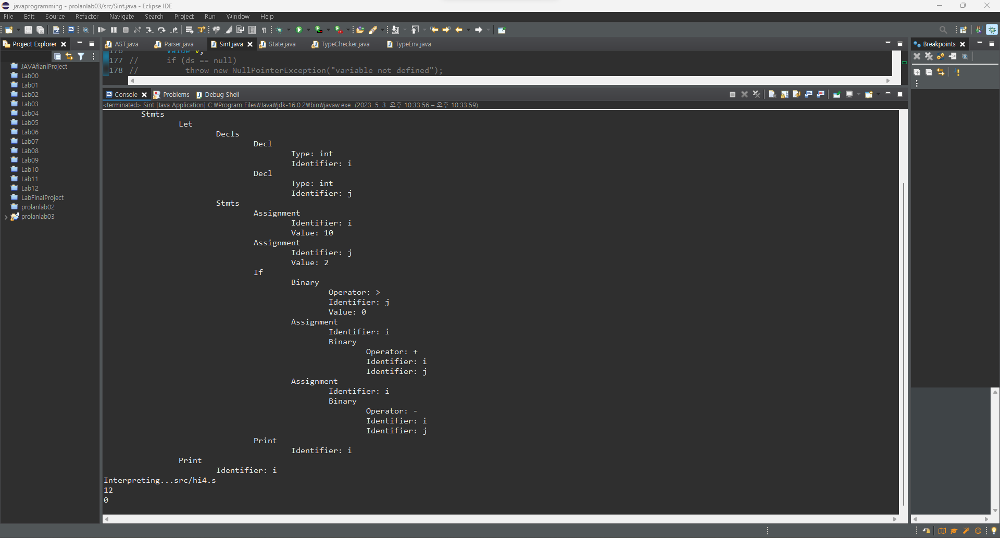 javaprogramming - prolanlab03/src/Sint.java - Eclipse IDE
File Edit Source Refactor Navigate Search Project Run Window Help
Project Explorer
AST.java Parser.java Sint.java State.java TypeChecker.java TypeEnv.java
Breakpoints
176 Value v;
177 // if (ds == null)
178 // throw new NullPointerException("variable not defined");
JAVAfianlProject
Lab00
Lab01
Lab02
Lab03
Lab04
Lab05
Lab06
Lab07
Lab08
Lab09
Lab10
Lab11
Lab12
LabFinalProject
prolanlab02
prolanlab03
Console Problems Debug Shell
<terminated> Sint [Java Application] C:₩Program Files₩Java₩jdk-16.0.2₩bin₩javaw.exe (2023. 5. 3. 오후 10:33:56 – 오후 10:33:59)
Stmts
Let
Decls
Decl
Type: int
Identifier: i
Decl
Type: int
Identifier: j
Stmts
Assignment
Identifier: i
Value: 10
Assignment
Identifier: j
Value: 2
If
Binary
Operator: >
Identifier: j
Value: 0
Assignment
Identifier: i
Binary
Operator: +
Identifier: i
Identifier: j
Assignment
Identifier: i
Binary
Operator: -
Identifier: i
Identifier: j
Print
Identifier: i
Print
Identifier: i
Interpreting...src/hi4.s
12
0